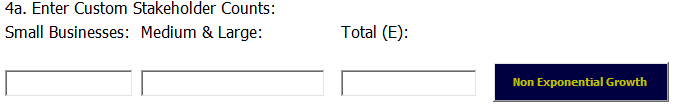 4a. Enter Custom Stakeholder Counts:
Small Businesses: Medium & Large: Total (E):
Non Exponential Growth